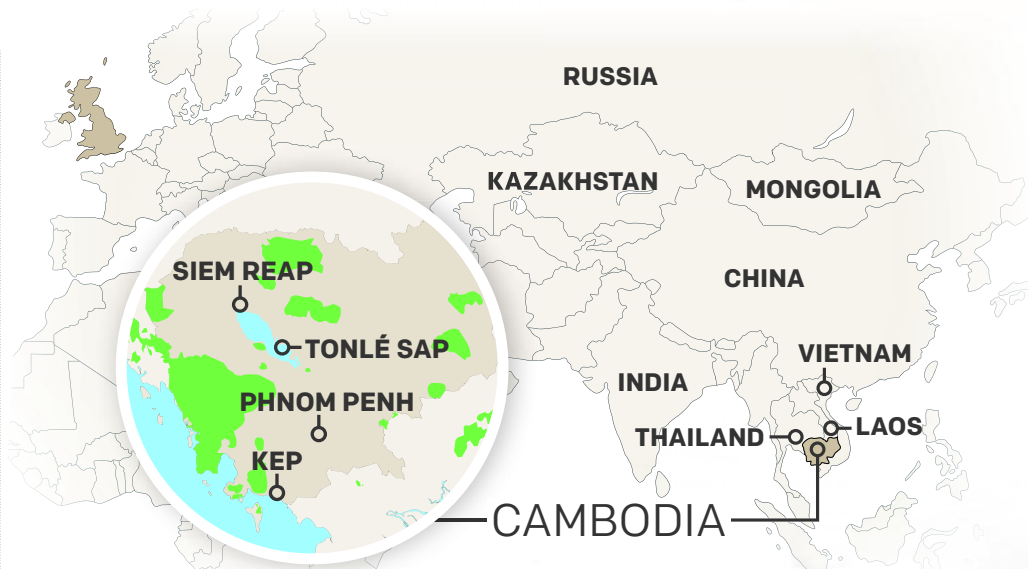 RUSSIA
KAZAKHSTAN
MONGOLIA
CHINA
SIEM REAP
TONLÉ SAP
VIETNAM
INDIA
PHNOM PENH
THAILAND
LAOS
KEP
CAMBODIA